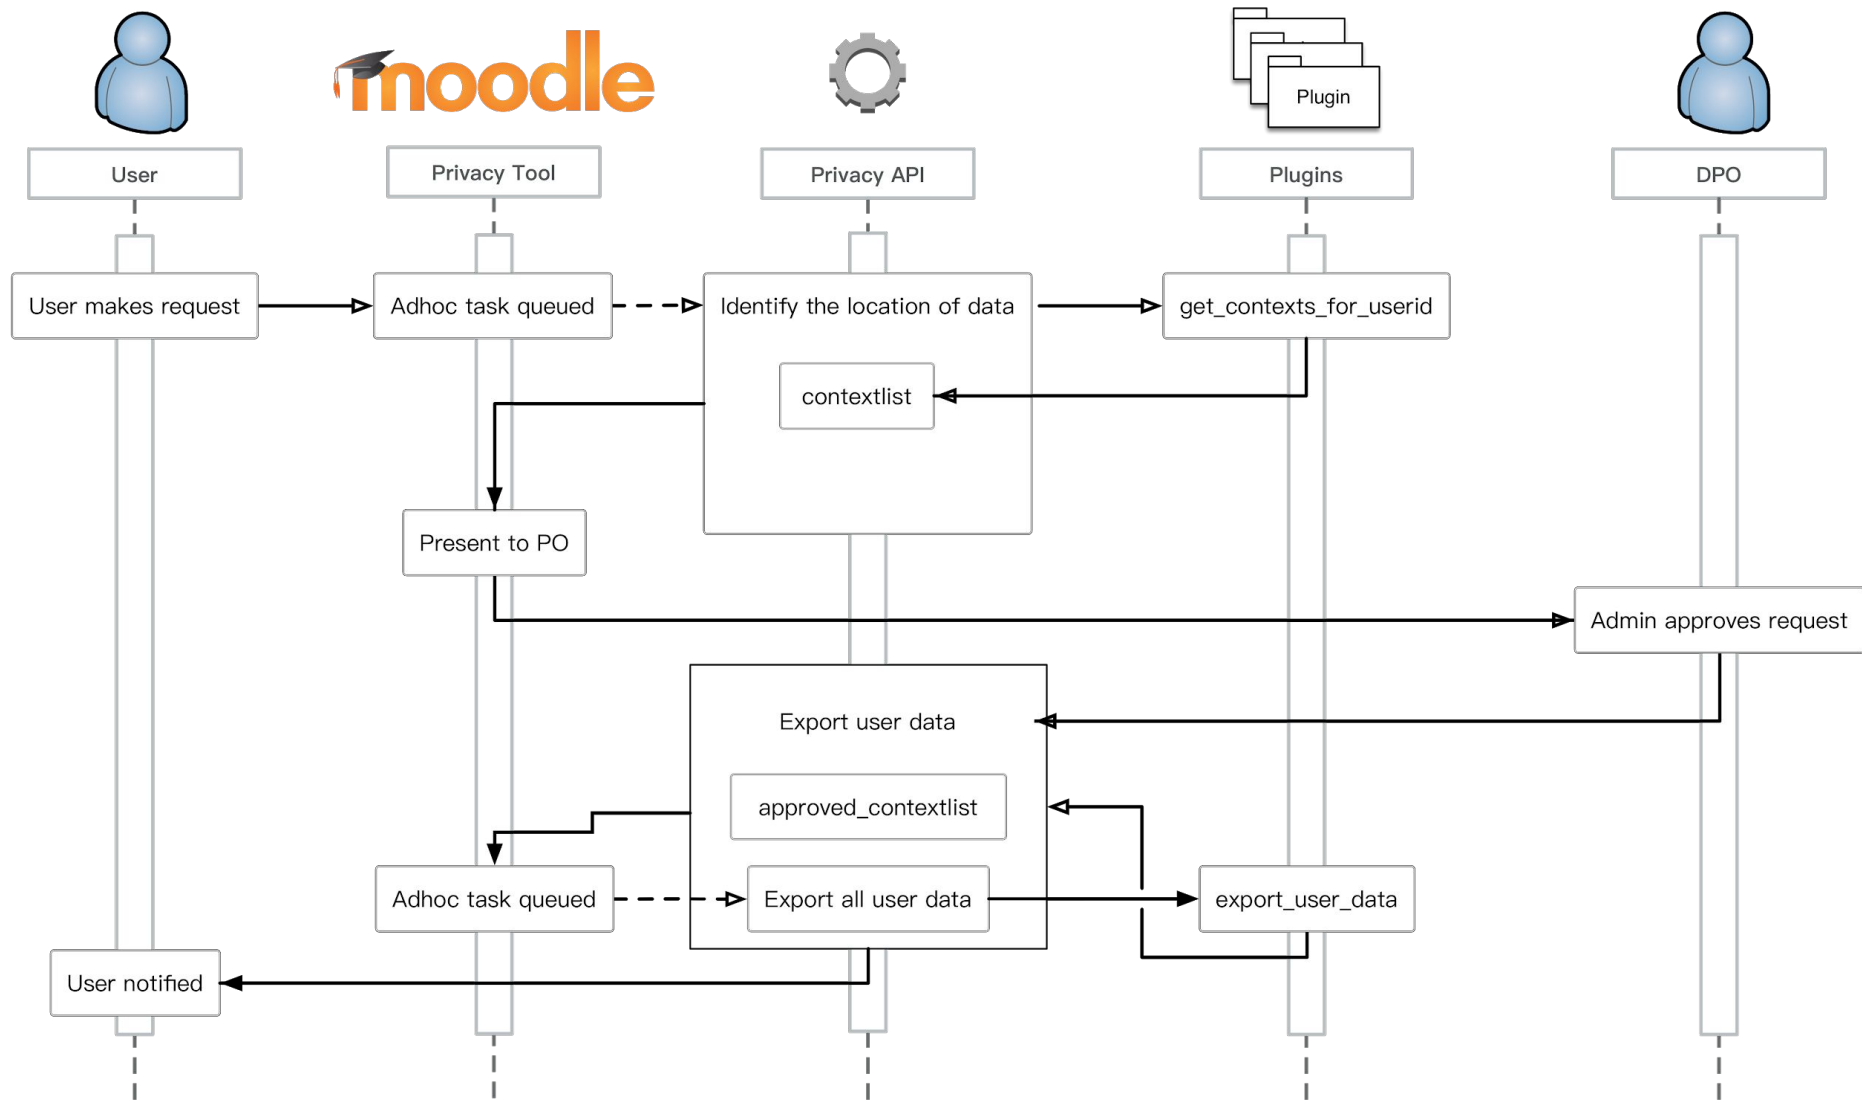 moodle
Plugin
User
Privacy Tool
Privacy API
Plugins
DPO
User makes request
Adhoc task queued
Identify the location of data
get_contexts_for_userid
contextlist
Present to PO
Admin approves request
Export user data
approved_contextlist
Adhoc task queued
Export all user data
export_user_data
User notified